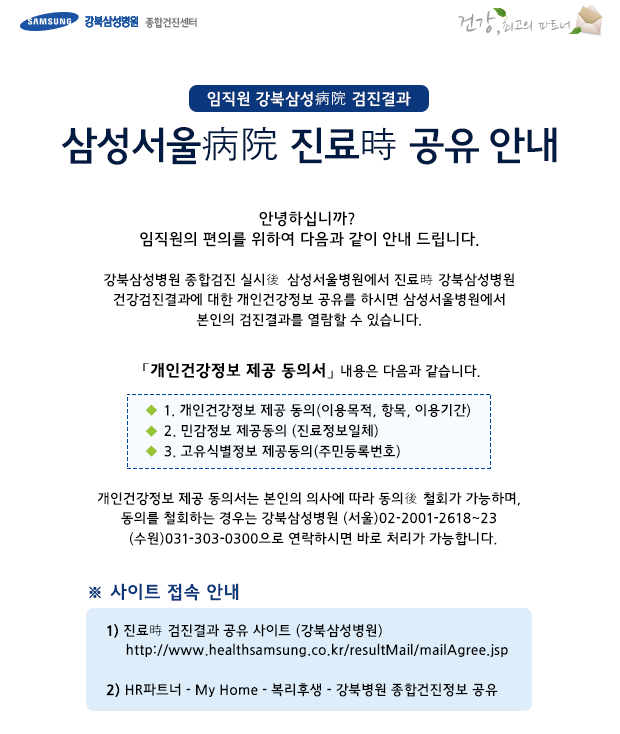 SAMSUNG 강북삼성병원 종합건진센터
건강, 최고의 파트너
임직원 강북삼성病院 검진결과
삼성서울病院 진료時 공유 안내
안녕하십니까?
임직원의 편의를 위하여 다음과 같이 안내 드립니다.
강북삼성병원 종합검진 실시後 삼성서울병원에서 진료時 강북삼성병원
건강검진결과에 대한 개인건강정보 공유를 하시면 삼성서울병원에서
본인의 검진결과를 열람할 수 있습니다.
「개인건강정보 제공 동의서」 내용은 다음과 같습니다.
◆ 1. 개인건강정보 제공 동의(이용목적, 항목, 이용기간)
◆ 2. 민감정보 제공동의 (진료정보일체)
◆ 3. 고유식별정보 제공동의(주민등록번호)
개인건강정보 제공 동의서는 본인의 의사에 따라 동의後 철회가 가능하며,
동의를 철회하는 경우는 강북삼성병원 (서울)02-2001-2618~23
(수원)031-303-0300으로 연락하시면 바로 처리가 가능합니다.
※ 사이트 접속 안내
1) 진료時 검진결과 공유 사이트 (강북삼성병원)
http://www.healthsamsung.co.kr/resultMail/mailAgree.jsp
2) HR파트너 - My Home - 복리후생 - 강북병원 종합건진정보 공유